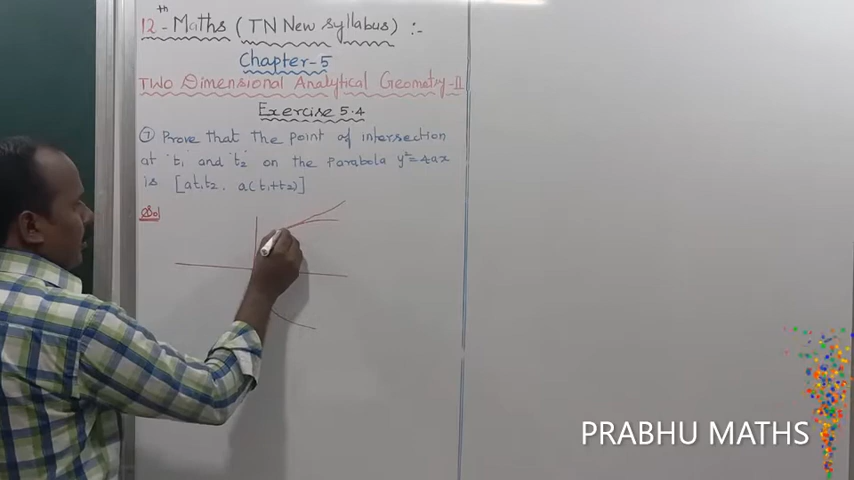 12th - Maths ( TN New syllabus) :-
Chapter-5
TWO Dimensional Analytical Geometry-II
Exercise 5.4
7 Prove that the point of intersection
at 't1' and 't2' on the parabola y²=4ax
is [at1t2, a(t1+t2)]
Sol
PRABHU MATHS